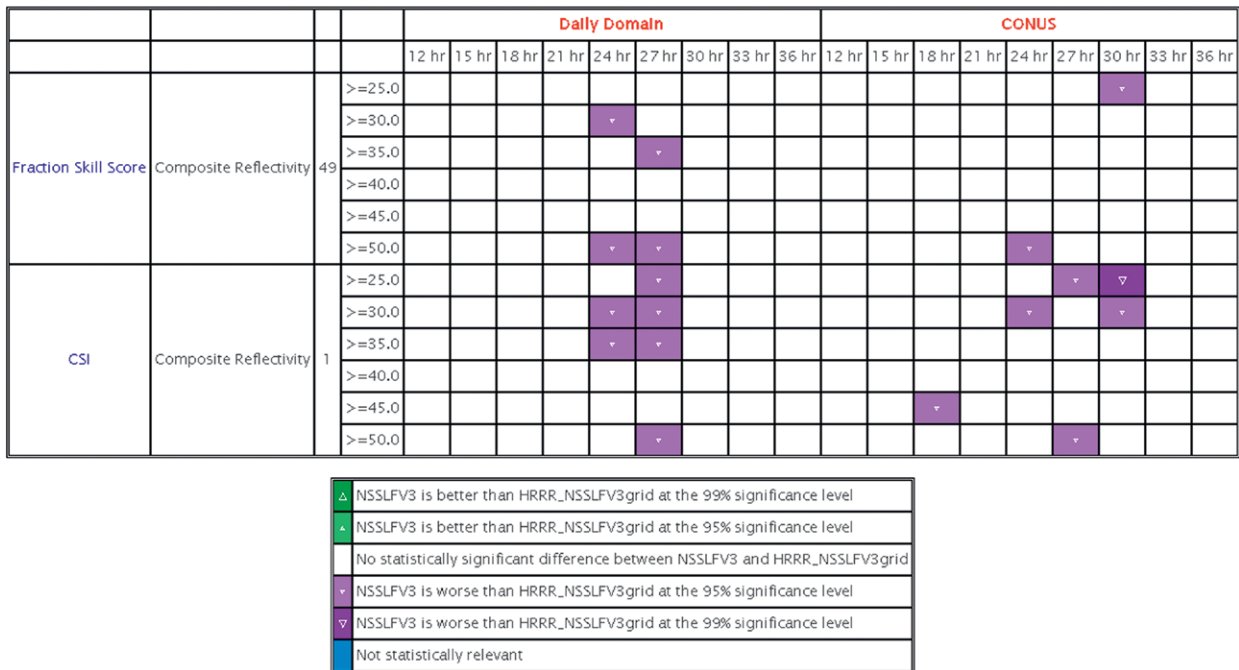 Daily Domain CONUS
12 hr 15 hr 18 hr 21 hr 24 hr 27 hr 30 hr 33 hr 36 hr 12 hr 15 hr 18 hr 21 hr 24 hr 27 hr 30 hr 33 hr 36 hr
Fraction Skill Score Composite Reflectivity 49
>=25.0
>=30.0
>=35.0
>=40.0
>=45.0
>=50.0
CSI Composite Reflectivity 1
>=25.0
>=30.0
>=35.0
>=40.0
>=45.0
>=50.0
NSSLFV3 is better than HRRR_NSSLFV3grid at the 99% significance level
NSSLFV3 is better than HRRR_NSSLFV3grid at the 95% significance level
No statistically significant difference between NSSLFV3 and HRRR_NSSLFV3grid
NSSLFV3 is worse than HRRR_NSSLFV3grid at the 95% significance level
NSSLFV3 is worse than HRRR_NSSLFV3grid at the 99% significance level
Not statistically relevant